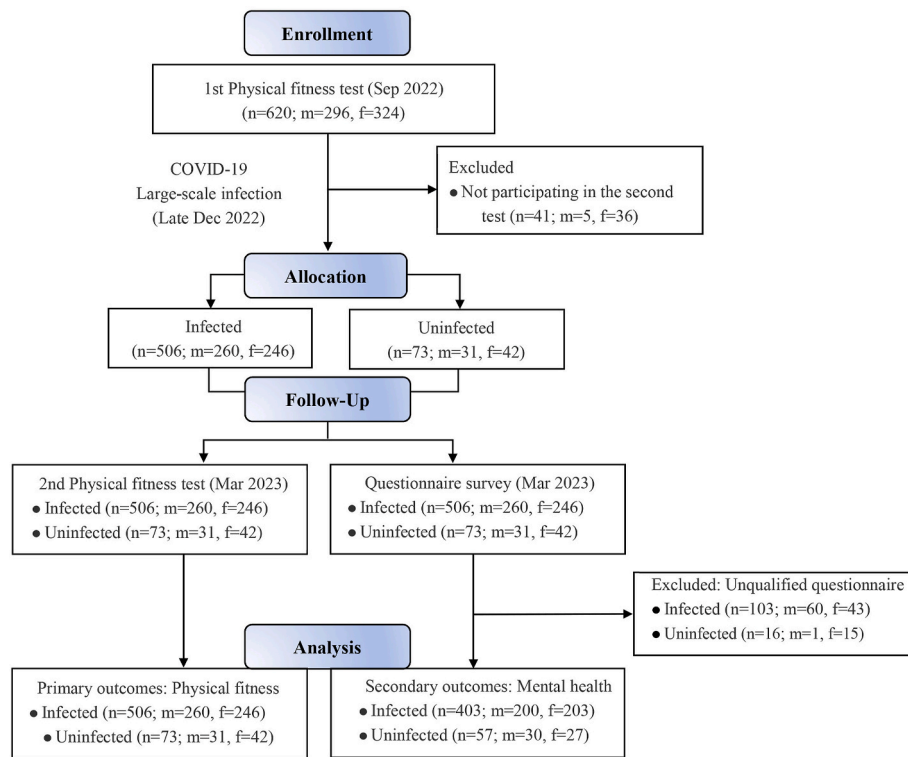 Enrollment
1st Physical fitness test (Sep 2022)
(n=620; m=296, f=324)
COVID-19
Large-scale infection
(Late Dec 2022)
Excluded
● Not participating in the second
test (n=41; m=5, f=36)
Allocation
Infected
(n=506; m=260, f=246)
Uninfected
(n=73; m=31, f=42)
Follow-Up
2nd Physical fitness test (Mar 2023)
● Infected (n=506; m=260, f=246)
● Uninfected (n=73; m=31, f=42)
Questionnaire survey (Mar 2023)
● Infected (n=506; m=260, f=246)
● Uninfected (n=73; m=31, f=42)
Excluded: Unqualified questionnaire
● Infected (n=103; m=60, f=43)
● Uninfected (n=16; m=1, f=15)
Analysis
Primary outcomes: Physical fitness
● Infected (n=506; m=260, f=246)
● Uninfected (n=73; m=31, f=42)
Secondary outcomes: Mental health
● Infected (n=403; m=200, f=203)
● Uninfected (n=57; m=30, f=27)